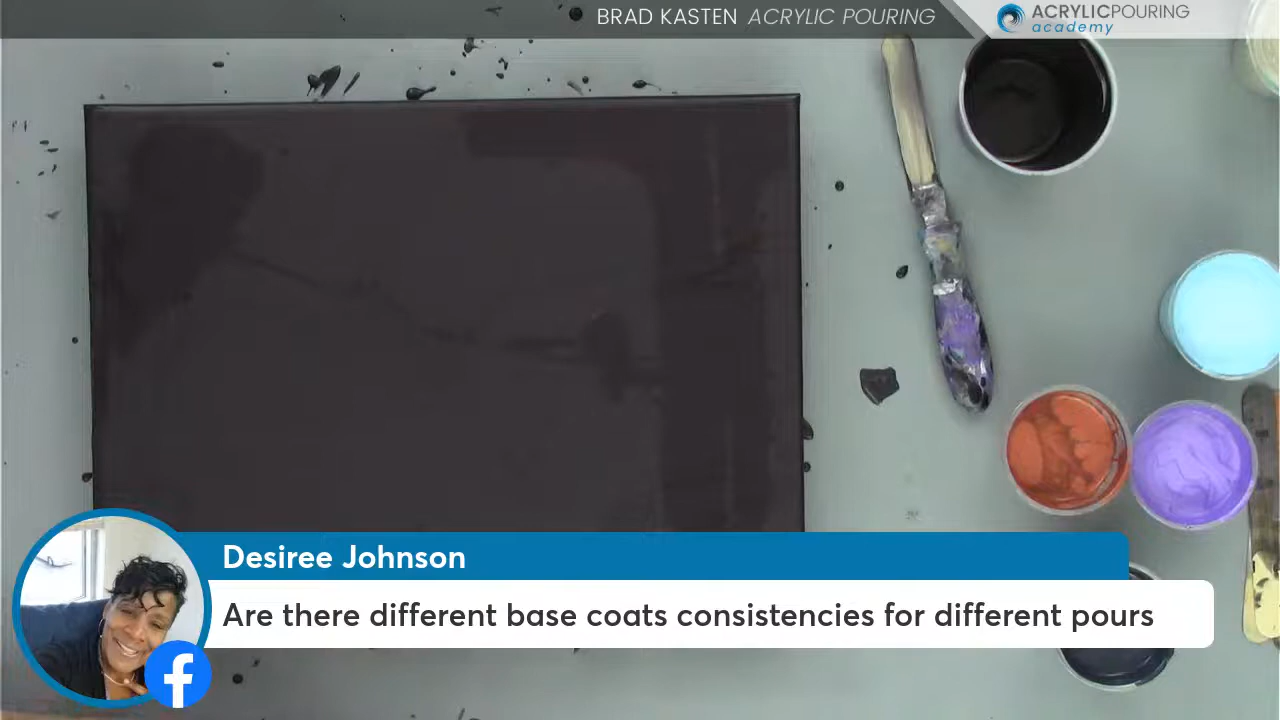 BRAD KASTEN ACRYLIC POURING
ACRYLICPOURING
academy
Desiree Johnson
Are there different base coats consistencies for different pours